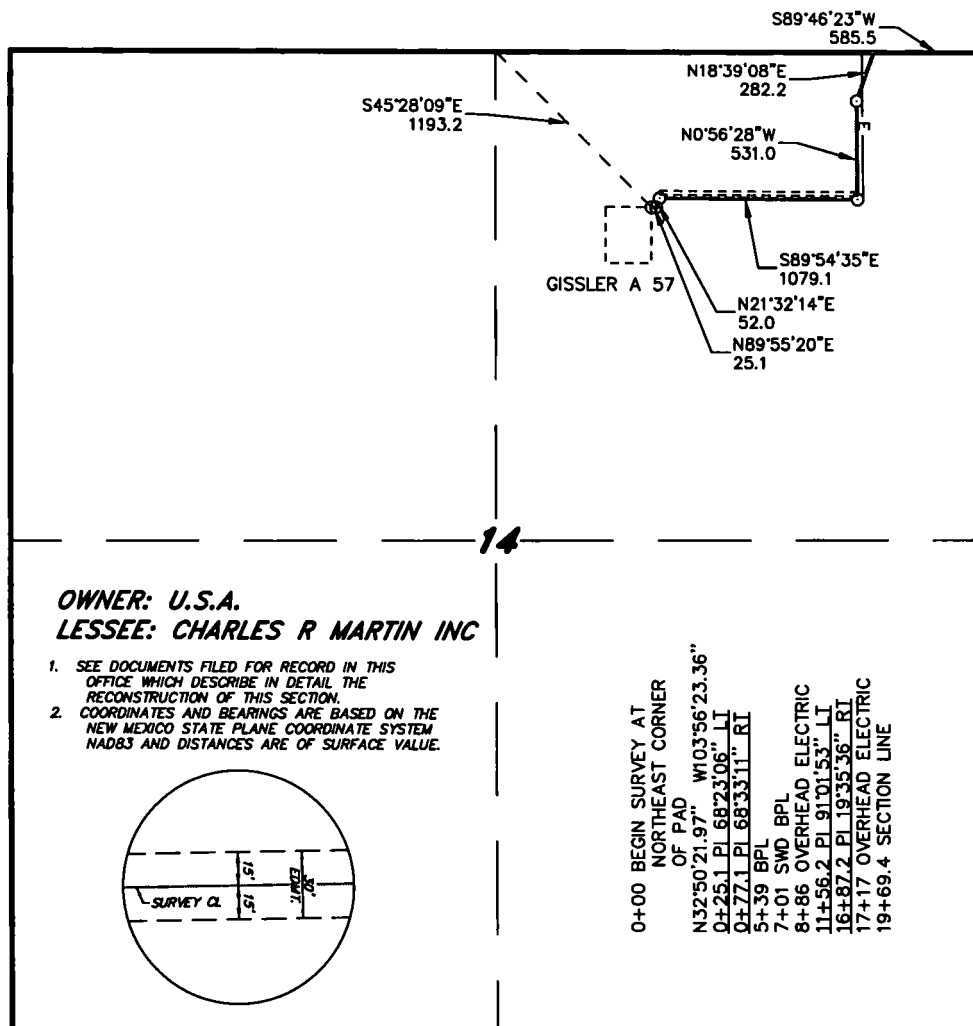 S89°46'23"W
585.5
N18°39'08"E
282.2
S45°28'09"E
1193.2
N0°56'28"W
531.0
E
S89°54'35"E
1079.1
GISSLER A 57
N21°32'14"E
52.0
N89°55'20"E
25.1
14
OWNER: U.S.A.
LESSEE: CHARLES R MARTIN INC
1. SEE DOCUMENTS FILED FOR RECORD IN THIS
OFFICE WHICH DESCRIBE IN DETAIL THE
RECONSTRUCTION OF THIS SECTION.
2. COORDINATES AND BEARINGS ARE BASED ON THE
NEW MEXICO STATE PLANE COORDINATE SYSTEM
NAD83 AND DISTANCES ARE OF SURFACE VALUE.
15' 15'
30'
ESMT.
SURVEY CL
0+00 BEGIN SURVEY AT
NORTHEAST CORNER
OF PAD
N32°50'21.97" W103°56'23.36"
0+25.1 PI 68°23'06" LT
0+77.1 PI 68°33'11" RT
5+39 BPL
7+01 SWD BPL
8+86 OVERHEAD ELECTRIC
11+56.2 PI 91°01'53" LT
16+87.2 PI 19°35'36" RT
17+17 OVERHEAD ELECTRIC
19+69.4 SECTION LINE